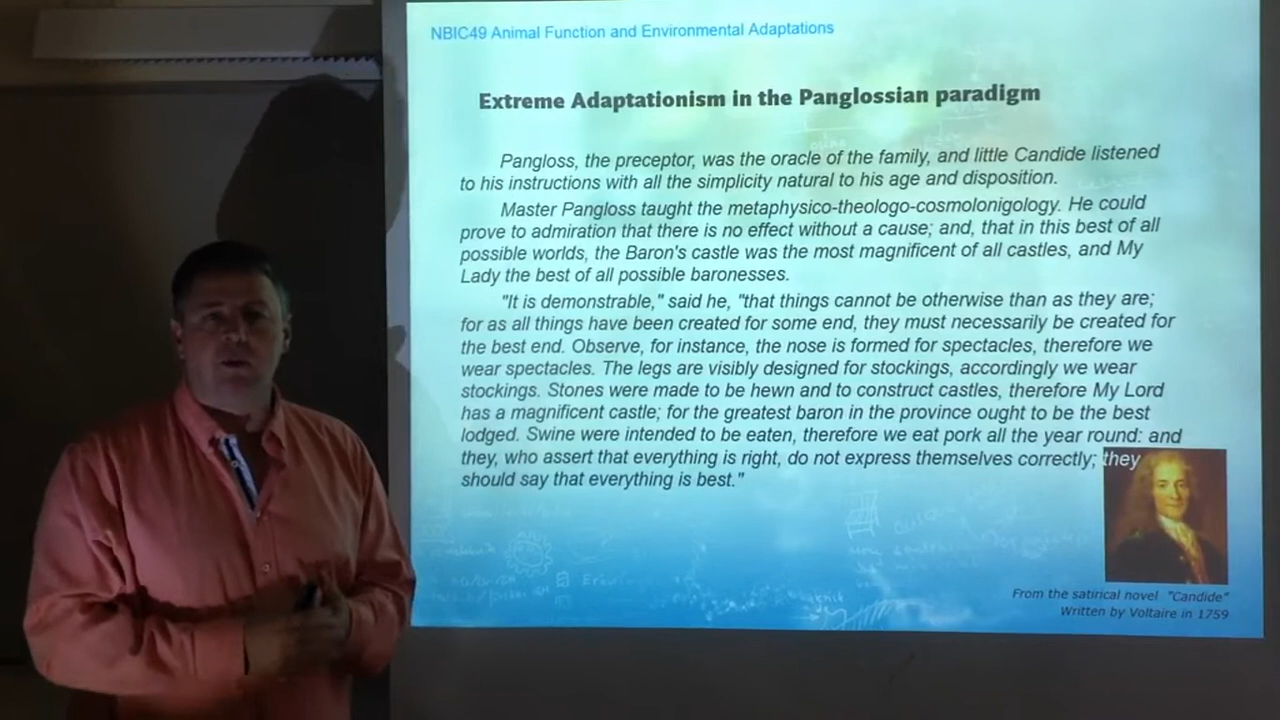 NBIC49 Animal Function and Environmental Adaptations
Extreme Adaptationism in the Panglossian paradigm
Pangloss, the preceptor, was the oracle of the family, and little Candide listened
to his instructions with all the simplicity natural to his age and disposition.
Master Pangloss taught the metaphysico-theologo-cosmolonigology. He could
prove to admiration that there is no effect without a cause; and, that in this best of all
possible worlds, the Baron's castle was the most magnificent of all castles, and My
Lady the best of all possible baronesses.
"It is demonstrable," said he, "that things cannot be otherwise than as they are;
for as all things have been created for some end, they must necessarily be created for
the best end. Observe, for instance, the nose is formed for spectacles, therefore we
wear spectacles. The legs are visibly designed for stockings, accordingly we wear
stockings. Stones were made to be hewn and to construct castles, therefore My Lord
has a magnificent castle; for the greatest baron in the province ought to be the best
lodged. Swine were intended to be eaten, therefore we eat pork all the year round: and
they, who assert that everything is right, do not express themselves correctly; they
should say that everything is best."
From the satirical novel "Candide"
Written by Voltaire in 1759